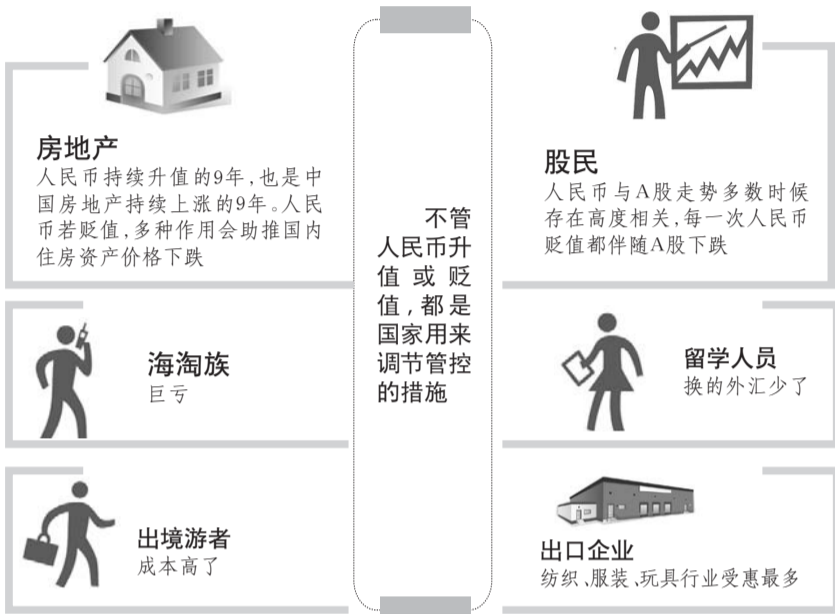 房地产
人民币持续升值的9年,也是中
国房地产持续上涨的9年。人民
币若贬值,多种作用会助推国内
住房资产价格下跌
海淘族
巨亏
出境游者
成本高了
不管
人民币升
值或贬
值,都是
国家用来
调节管控
的措施
股民
人民币与A股走势多数时候
存在高度相关,每一次人民币
贬值都伴随A股下跌
留学人员
换的外汇少了
出口企业
纺织、服装、玩具行业受惠最多